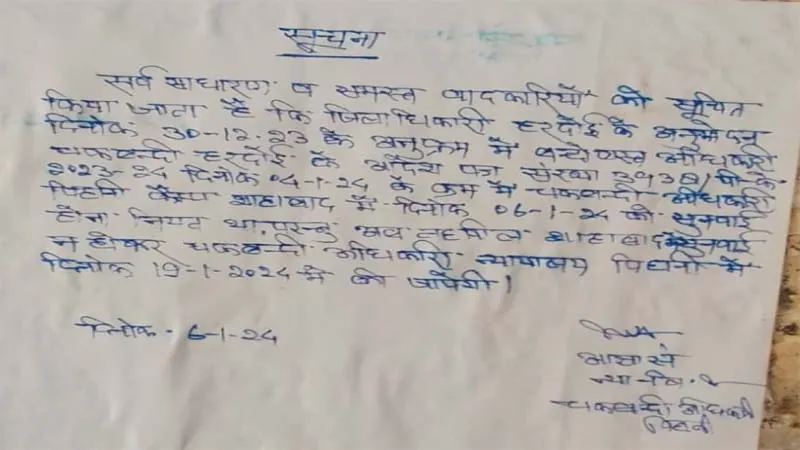 सूचना
सर्व साधारण व समस्त वादकारियों को सूचित
किया जाता है कि जिलाधिकारी हरदोई के अनुमोदन
दिनांक 30-12-23 के अनुक्रम में बन्दोबस्त अधिकारी
चकबन्दी हरदोई के आदेश पत्र संख्या 3938/
2023-24 दिनांक 04-1-24 के क्रम में चकबन्दी अधिकारी
पिहानी कैम्प शाहाबाद में दिनांक 06-1-24 को सुनवाई
होना नियत था, परन्तु अब तहसील शाहाबाद में सुनवाई
न होकर चकबन्दी अधिकारी न्यायालय पिहानी में
दिनांक 19-1-2024 में की जायेगी।
दिनांक - 6-1-24
आज्ञा से
चकबन्दी अधिकारी
पिहानी